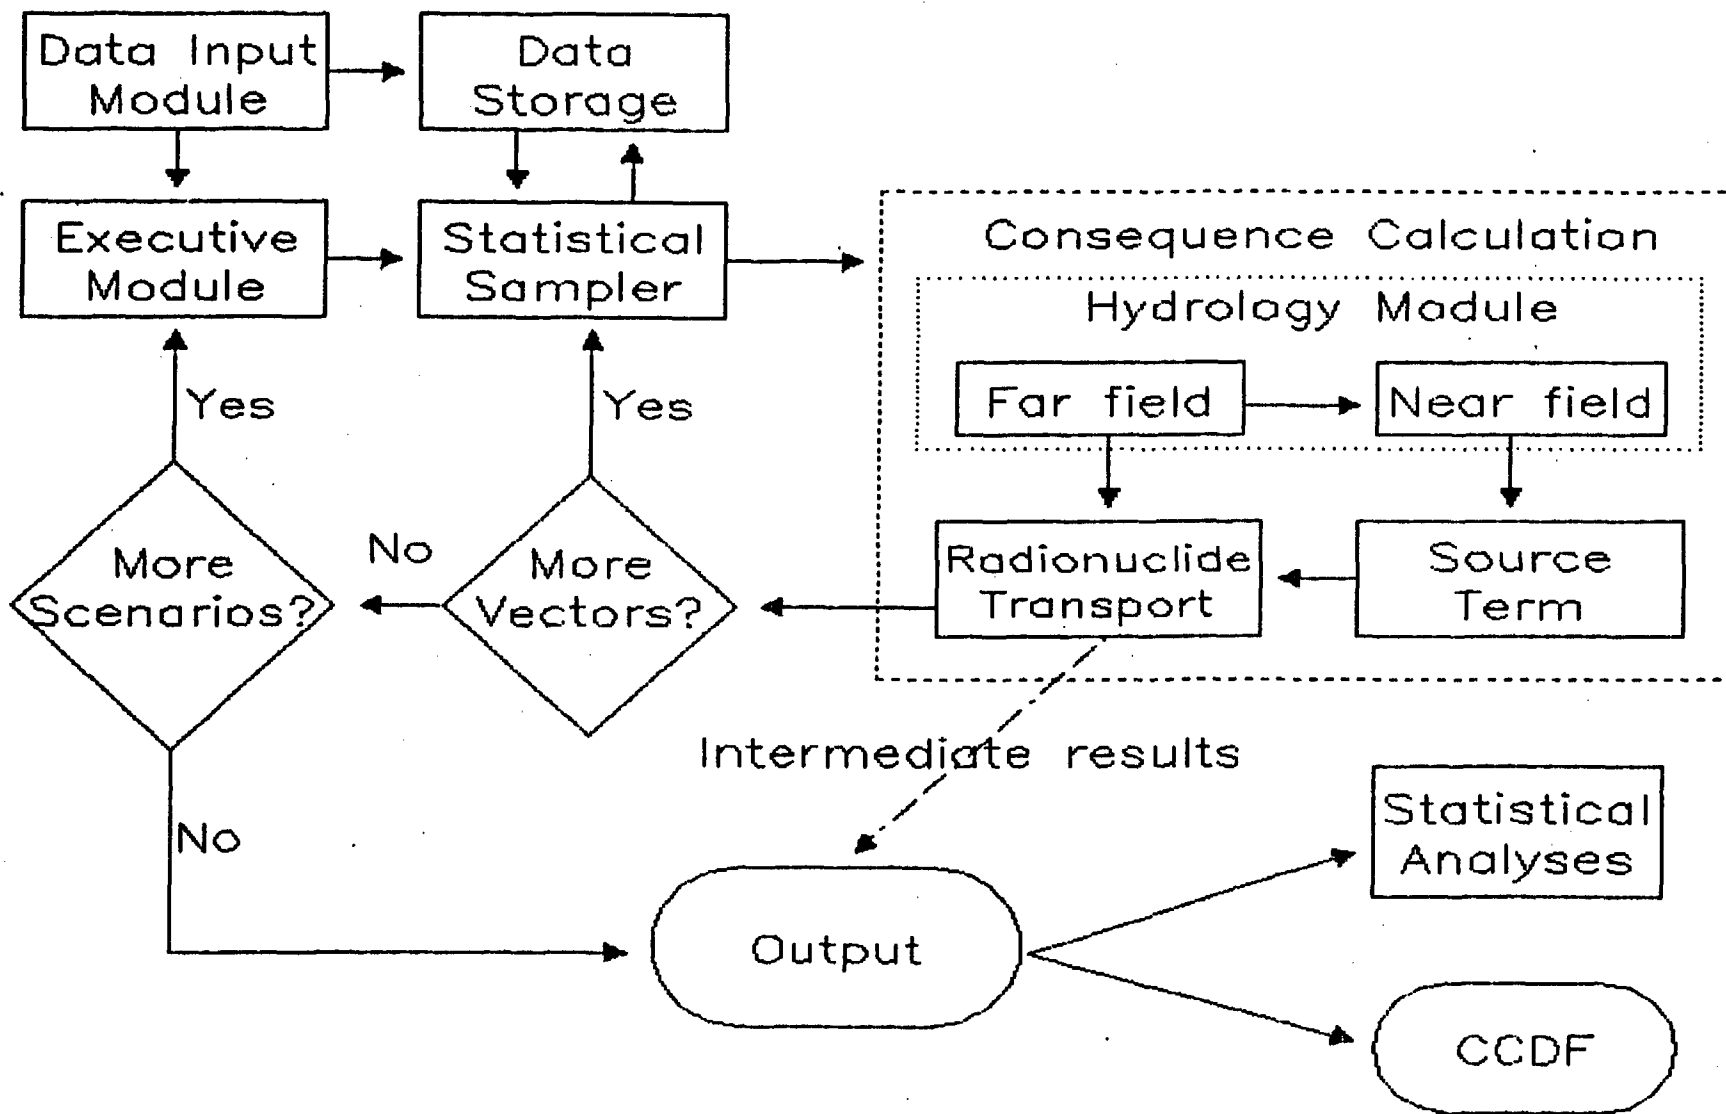 Data Input
Module
Data
Storage
Executive
Module
Statistical
Sampler
Consequence Calculation
Hydrology Module
Far field
Near field
Yes
Yes
More
Scenarios?
No
More
Vectors?
Radionuclide
Transport
Source
Term
Intermediate results
No
Statistical
Analyses
Output
CCDF